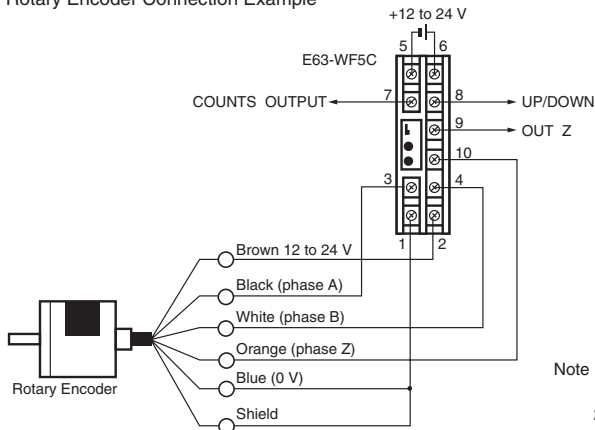 Rotary Encoder Connection Example
+12 to 24 V
5 6
E63-WF5C
COUNTS OUTPUT 7 8 UP/DOWN
9 OUT Z
10
3 4
1 2
Brown 12 to 24 V
Black (phase A)
White (phase B)
Orange (phase Z)
Blue (0 V)
Shield
Rotary Encoder
Note